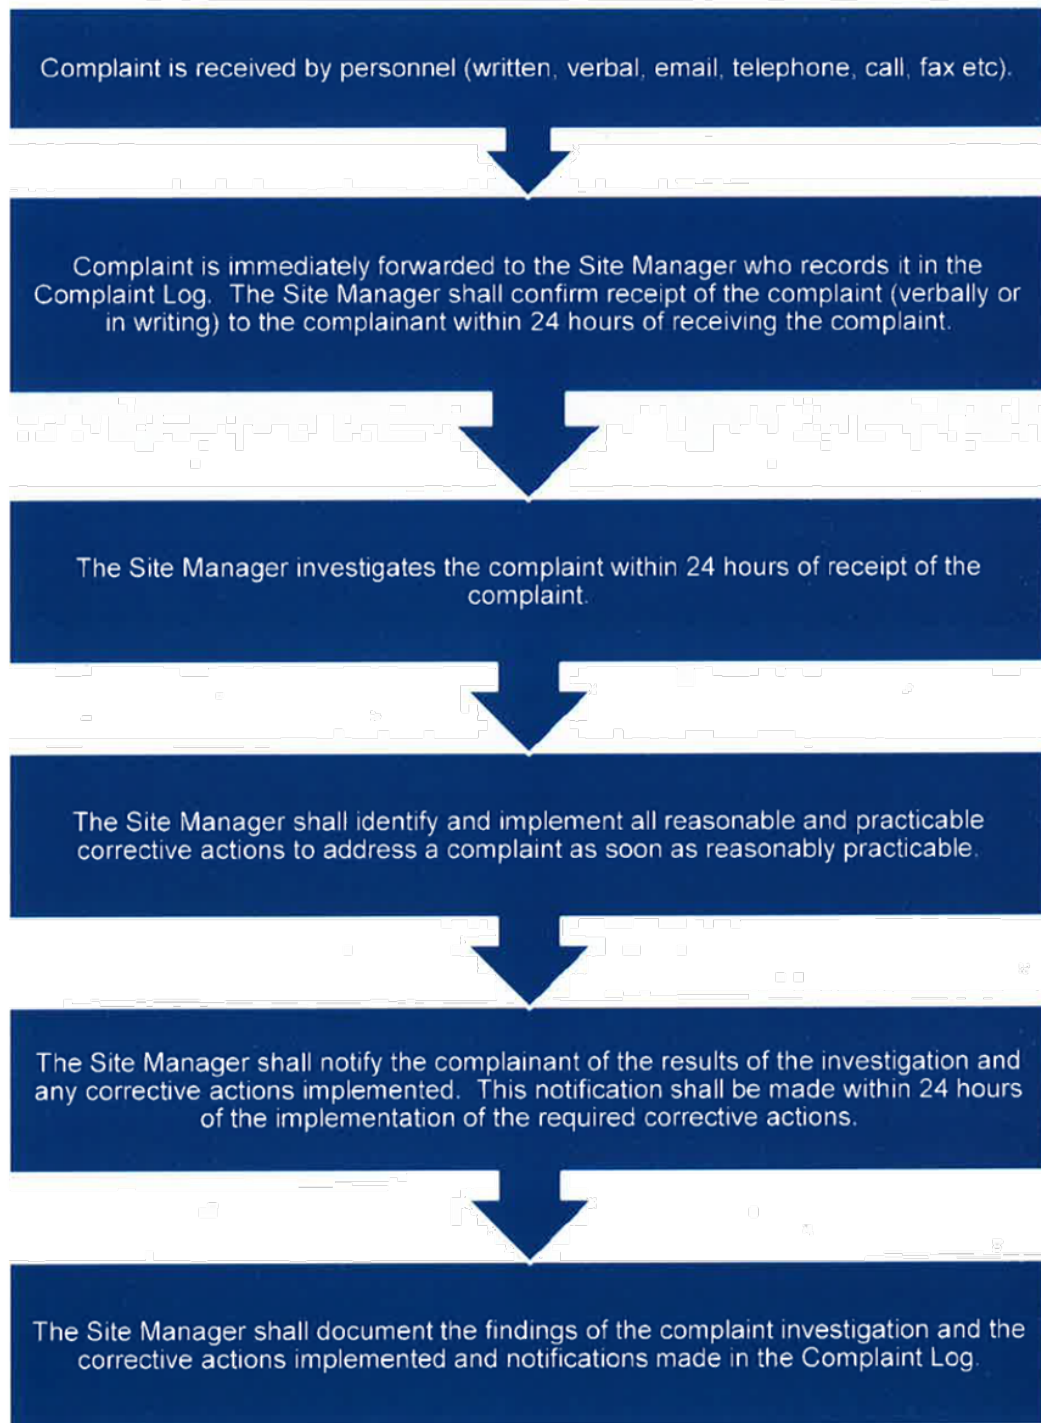 Complaint is received by personnel (written, verbal, email, telephone, call, fax etc).
Complaint is immediately forwarded to the Site Manager who records it in the
Complaint Log. The Site Manager shall confirm receipt of the complaint (verbally or
in writing) to the complainant within 24 hours of receiving the complaint.
The Site Manager investigates the complaint within 24 hours of receipt of the
complaint.
The Site Manager shall identify and implement all reasonable and practicable
corrective actions to address a complaint as soon as reasonably practicable.
The Site Manager shall notify the complainant of the results of the investigation and
any corrective actions implemented. This notification shall be made within 24 hours
of the implementation of the required corrective actions.
The Site Manager shall document the findings of the complaint investigation and the
corrective actions implemented and notifications made in the Complaint Log.